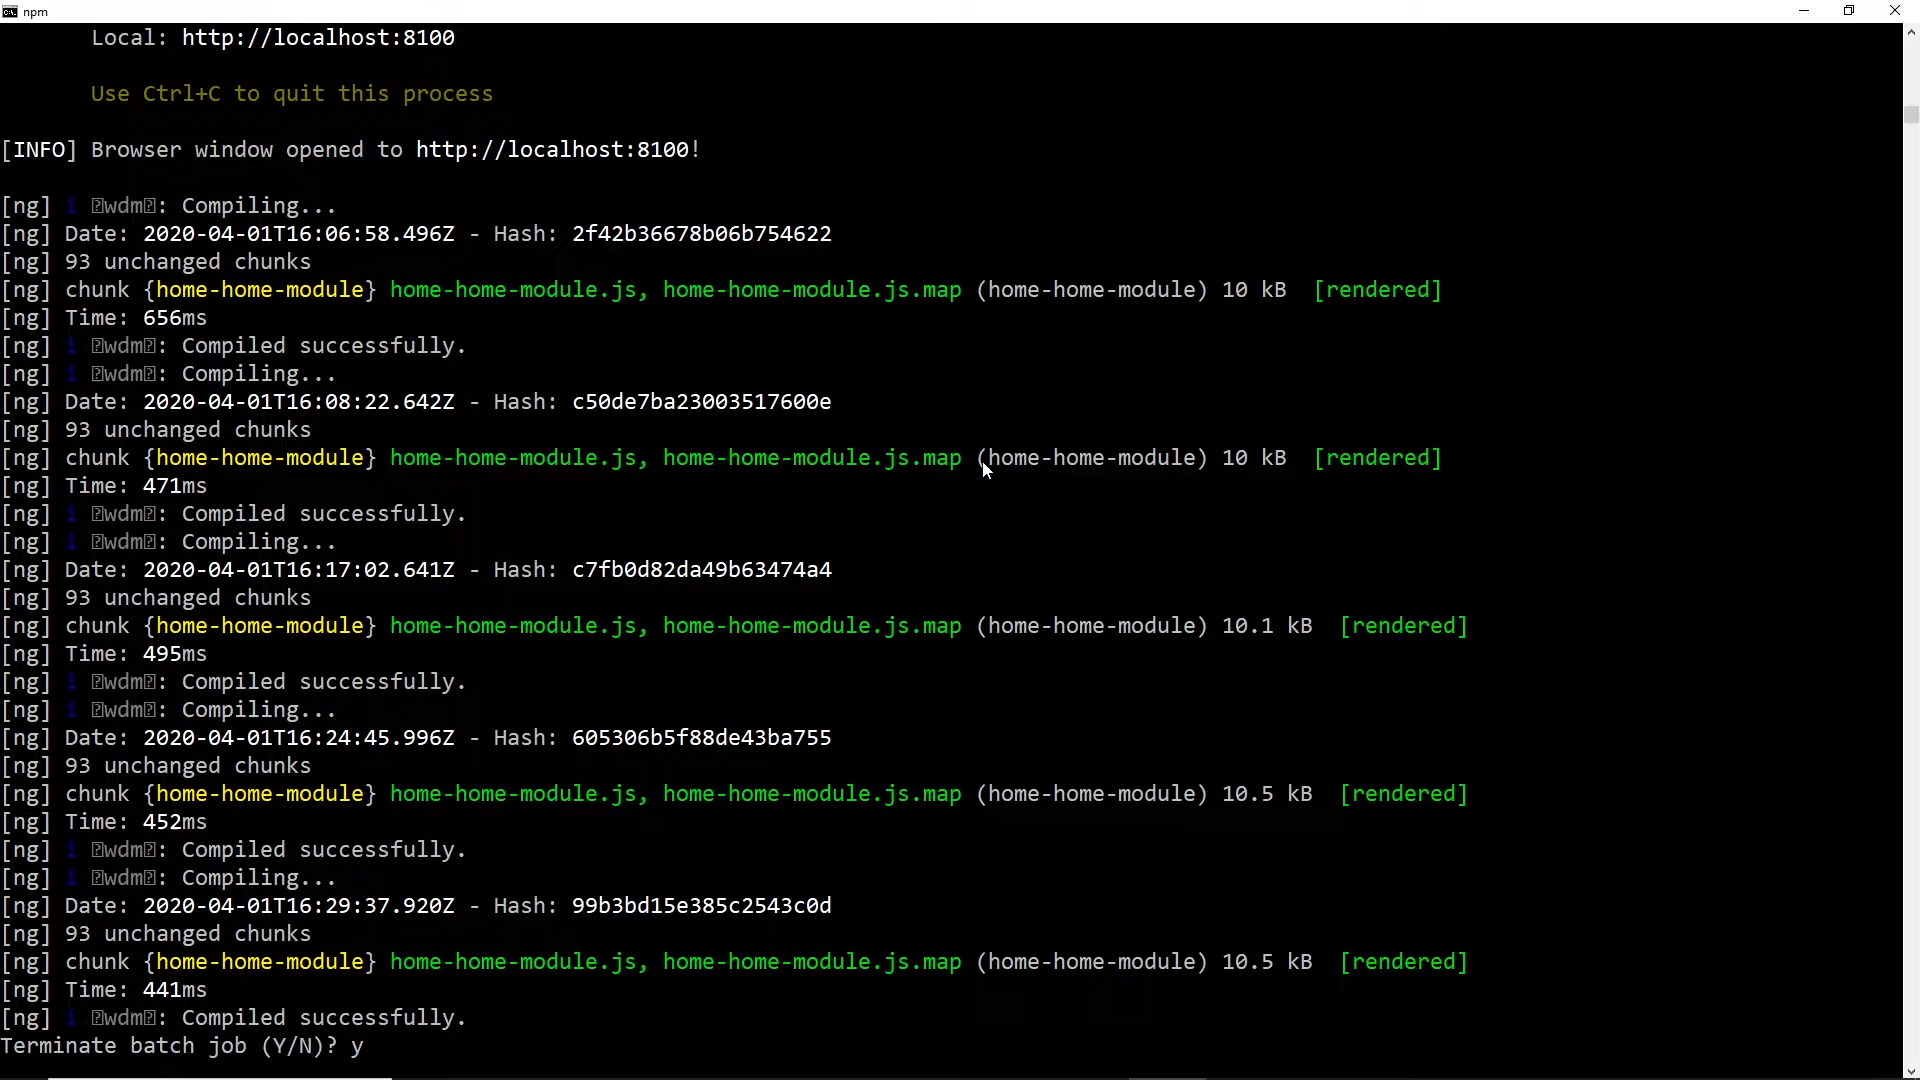 npm
Local: http://localhost:8100
Use Ctrl+C to quit this process
[INFO] Browser window opened to http://localhost:8100!
[ng] i ⍰wdm⍰: Compiling...
[ng] Date: 2020-04-01T16:06:58.496Z - Hash: 2f42b36678b06b754622
[ng] 93 unchanged chunks
[ng] chunk {home-home-module} home-home-module.js, home-home-module.js.map (home-home-module) 10 kB [rendered]
[ng] Time: 656ms
[ng] i ⍰wdm⍰: Compiled successfully.
[ng] i ⍰wdm⍰: Compiling...
[ng] Date: 2020-04-01T16:08:22.642Z - Hash: c50de7ba23003517600e
[ng] 93 unchanged chunks
[ng] chunk {home-home-module} home-home-module.js, home-home-module.js.map (home-home-module) 10 kB [rendered]
[ng] Time: 471ms
[ng] i ⍰wdm⍰: Compiled successfully.
[ng] i ⍰wdm⍰: Compiling...
[ng] Date: 2020-04-01T16:17:02.641Z - Hash: c7fb0d82da49b63474a4
[ng] 93 unchanged chunks
[ng] chunk {home-home-module} home-home-module.js, home-home-module.js.map (home-home-module) 10.1 kB [rendered]
[ng] Time: 495ms
[ng] i ⍰wdm⍰: Compiled successfully.
[ng] i ⍰wdm⍰: Compiling...
[ng] Date: 2020-04-01T16:24:45.996Z - Hash: 605306b5f88de43ba755
[ng] 93 unchanged chunks
[ng] chunk {home-home-module} home-home-module.js, home-home-module.js.map (home-home-module) 10.5 kB [rendered]
[ng] Time: 452ms
[ng] i ⍰wdm⍰: Compiled successfully.
[ng] i ⍰wdm⍰: Compiling...
[ng] Date: 2020-04-01T16:29:37.920Z - Hash: 99b3bd15e385c2543c0d
[ng] 93 unchanged chunks
[ng] chunk {home-home-module} home-home-module.js, home-home-module.js.map (home-home-module) 10.5 kB [rendered]
[ng] Time: 441ms
[ng] i ⍰wdm⍰: Compiled successfully.
Terminate batch job (Y/N)? y